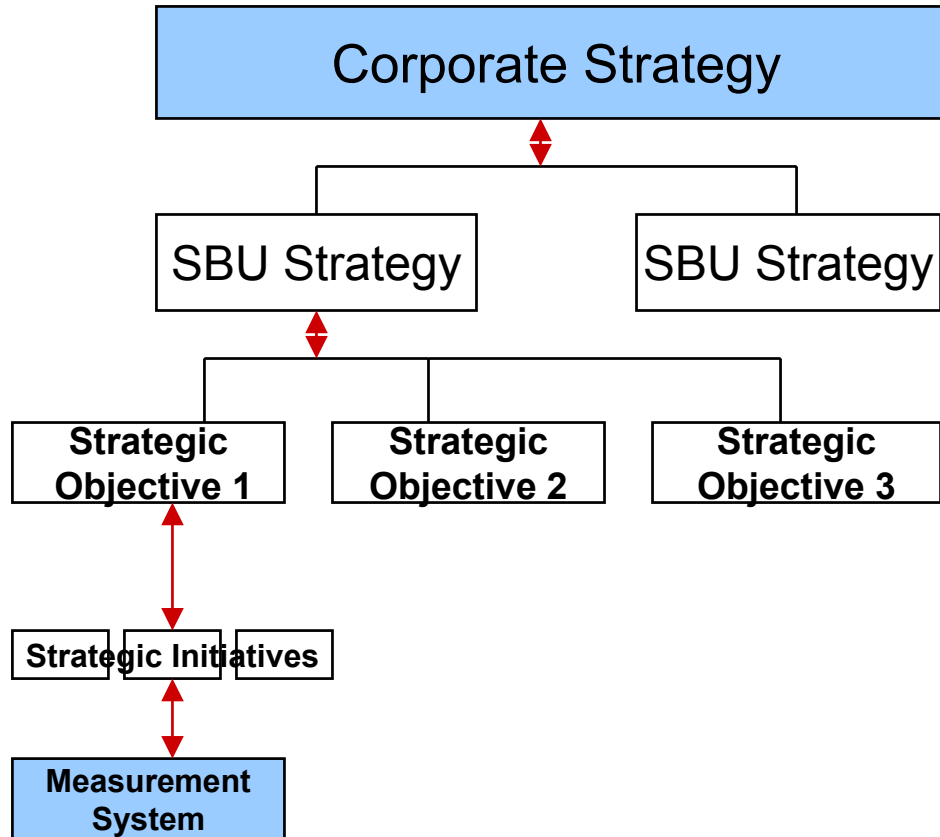 Corporate Strategy
SBU Strategy
SBU Strategy
Strategic
Objective 1
Strategic
Objective 2
Strategic
Objective 3
Strategic Initiatives
Measurement
System